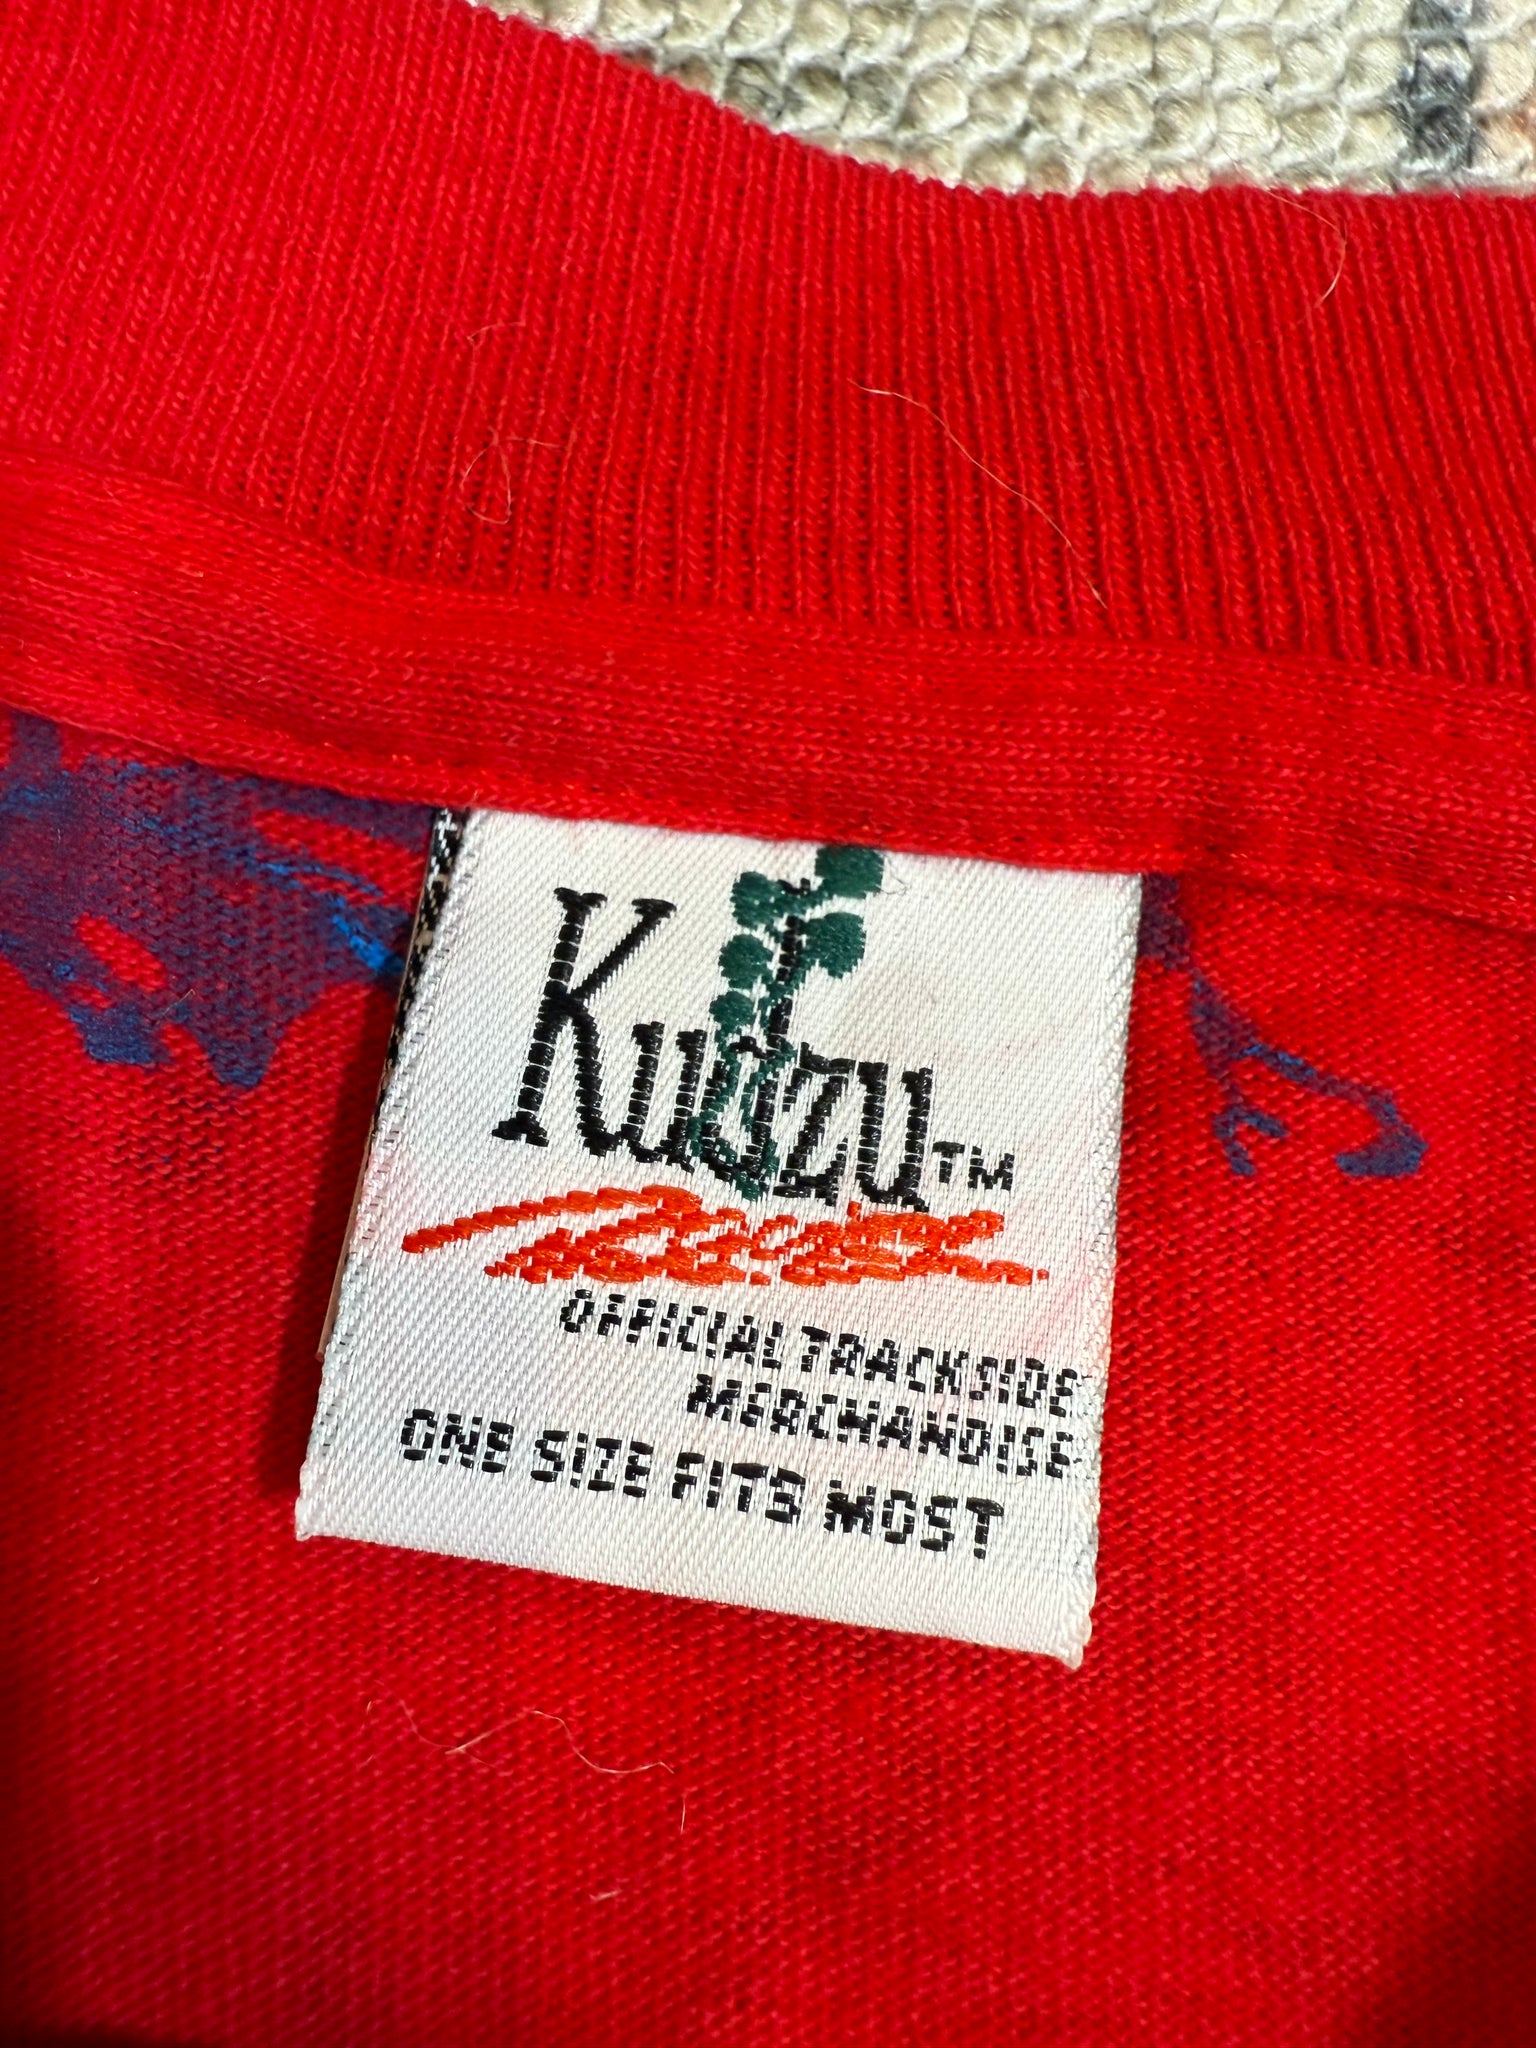 Kudzu™
OFFICIAL TRACKSIDE
MERCHANDISE
ONE SIZE FITS MOST